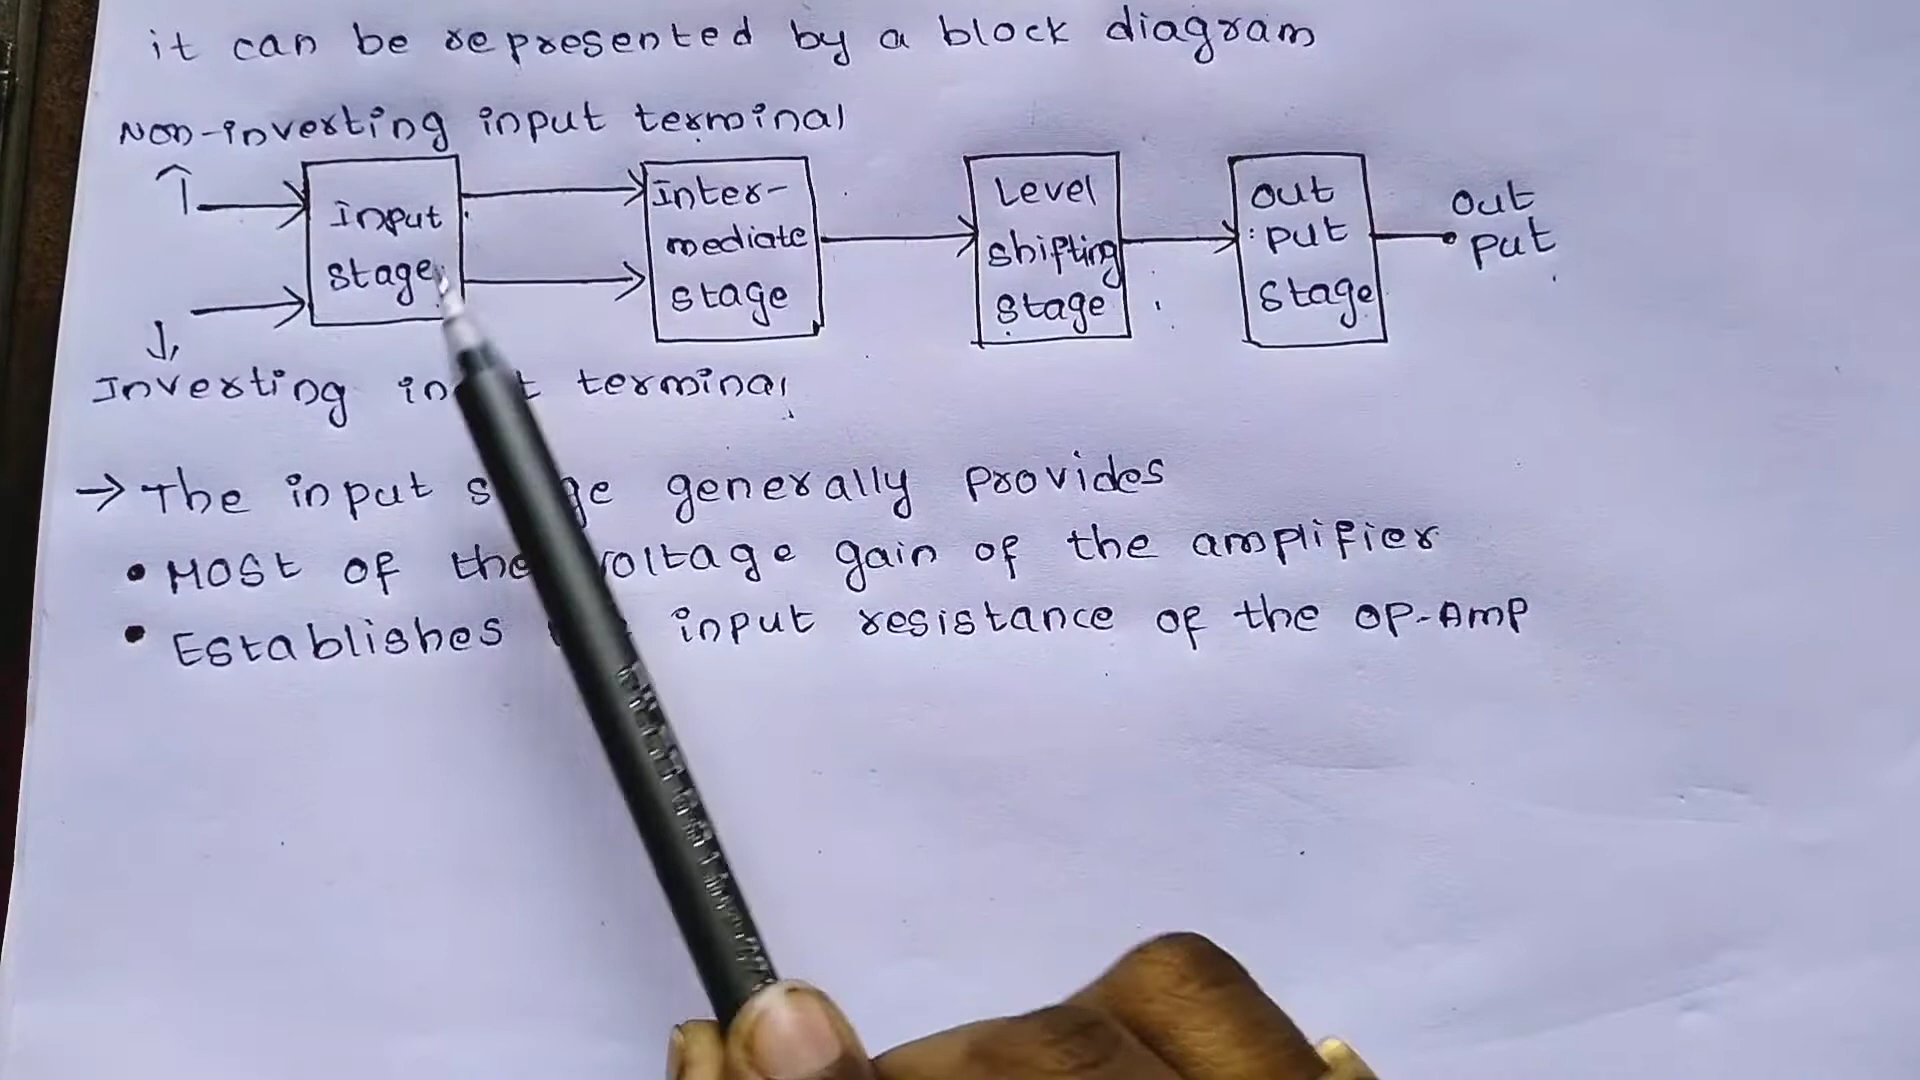 it can be represented by a block diagram
Non-inverting input terminal
Input
stage
Inter-
mediate
stage
Level
shifting
stage
out
put
stage
out
put
Inverting terminal
→ The input generally provides
• Most of the voltage gain of the amplifier
• Establishes input resistance of the OP-Amp